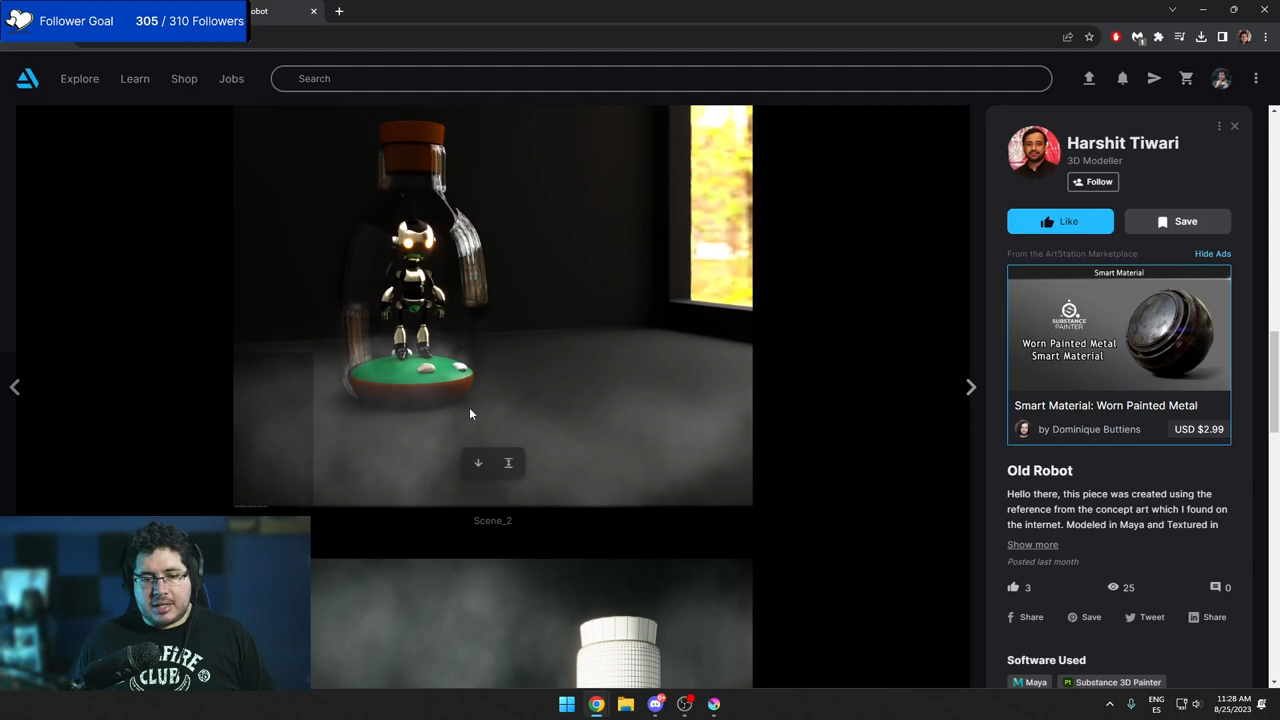 Follower Goal 305 / 310 Followers
obot
Explore Learn Shop Jobs Search
Harshit Tiwari
3D Modeller
Follow
Like Save
From the ArtStation Marketplace Hide Ads
Smart Material
SUBSTANCE
PAINTER
Worn Painted Metal
Smart Material
Smart Material: Worn Painted Metal
by Dominique Buttiens USD $2.99
Old Robot
Hello there, this piece was created using the
reference from the concept art which I found on
the internet. Modeled in Maya and Textured in
Show more
Posted last month
3 25 0
Share Save Tweet Share
Software Used
Maya Pt Substance 3D Painter
Scene_2
CLUB
ENG
ES
11:28 AM
8/25/2023